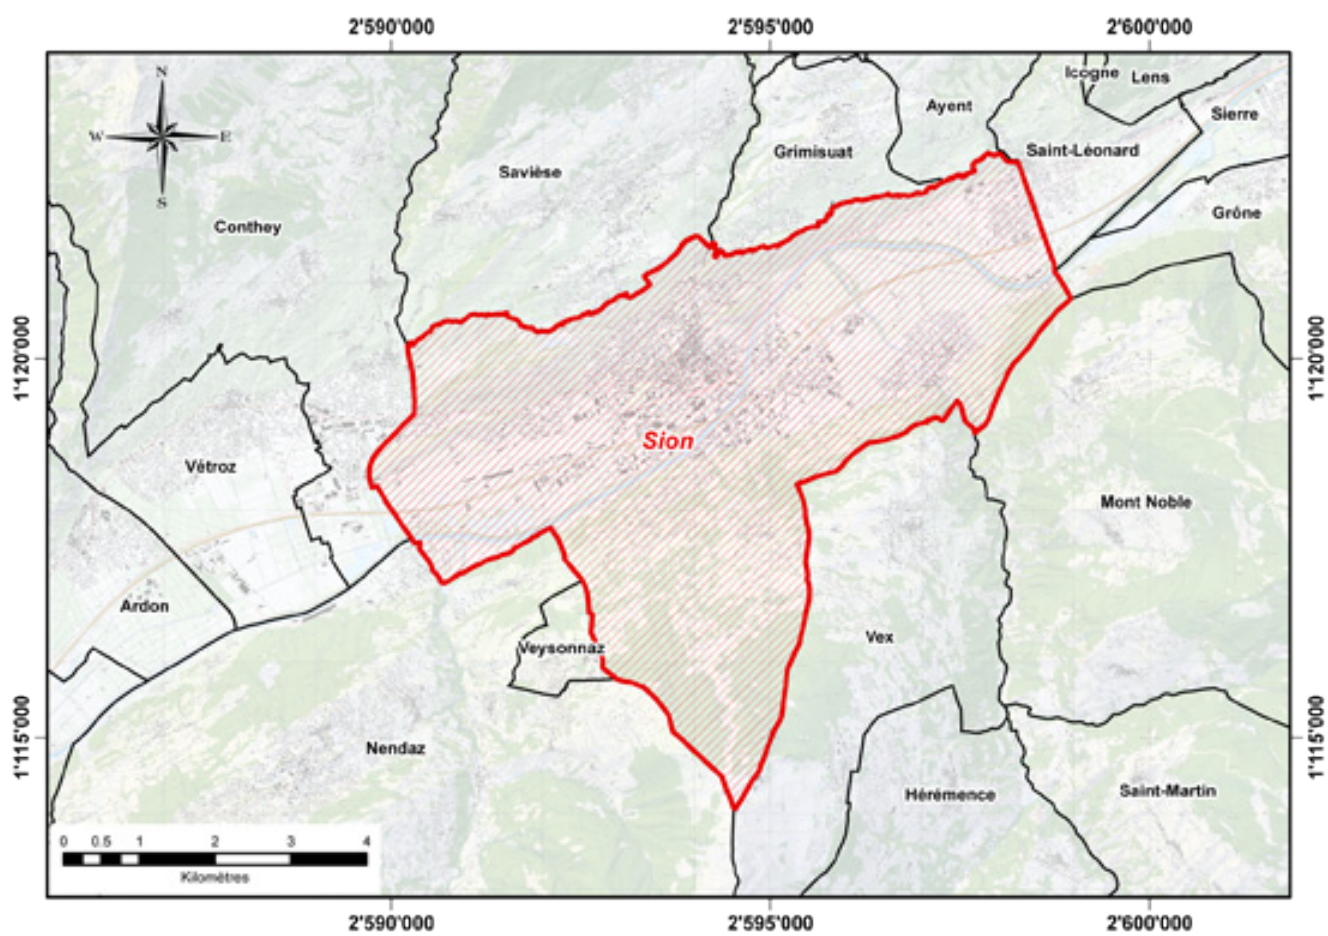 2'590'000 2'595'000 2'600'000
N
W E
S
Icogne Lens
Ayent
Sierre
Grimisuat
Saint-Léonard
Savièse
Conthey
Grône
1'120'000 1'120'000
Sion
Vétroz
Mont Noble
Ardon
Veysonnaz
Vex
1'115'000 1'115'000
Nendaz
Hérémence
Saint-Martin
0 0.5 1 2 3 4
Kilomètres
2'590'000 2'595'000 2'600'000